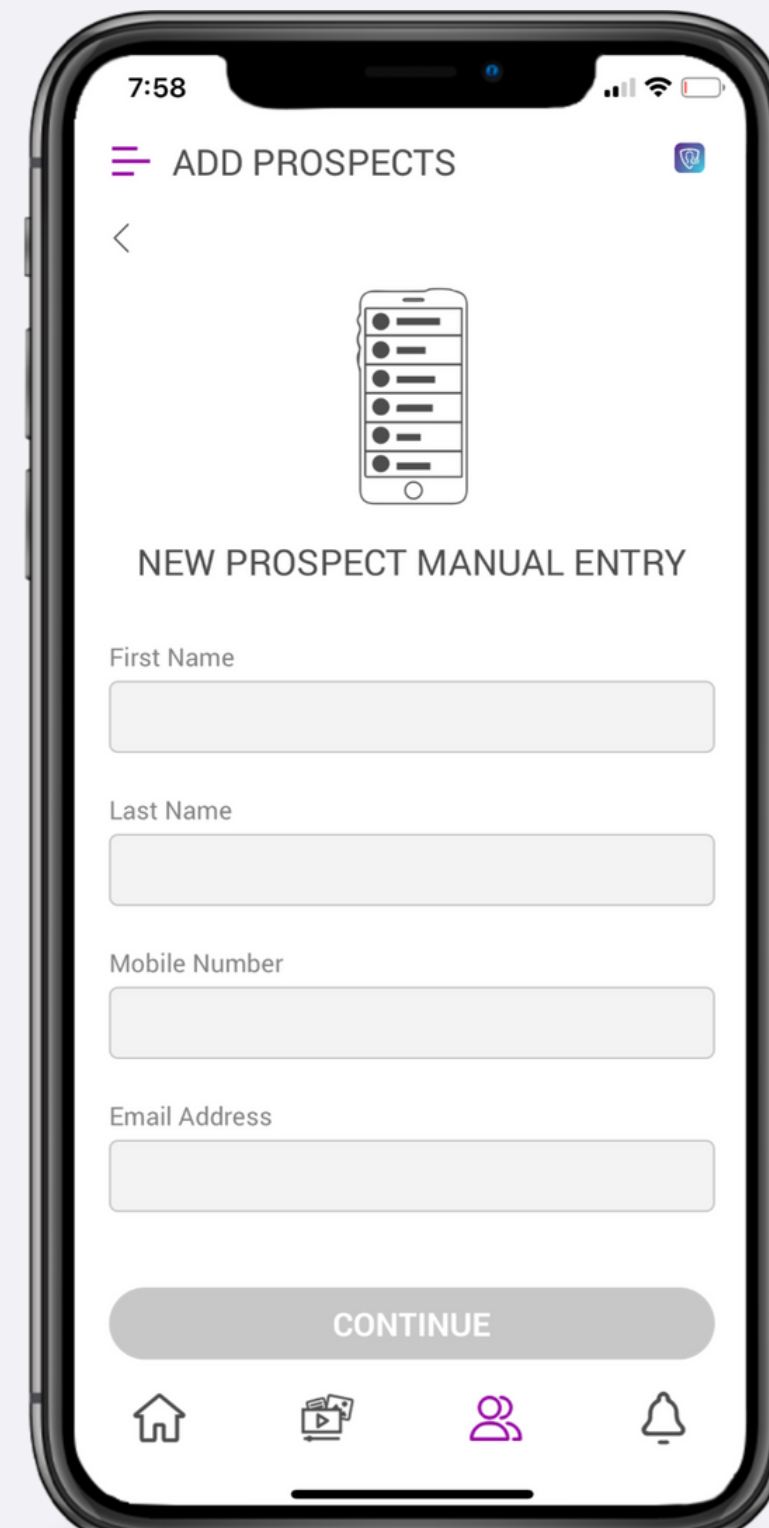 7:58
ADD PROSPECTS
NEW PROSPECT MANUAL ENTRY
First Name
Last Name
Mobile Number
Email Address
CONTINUE